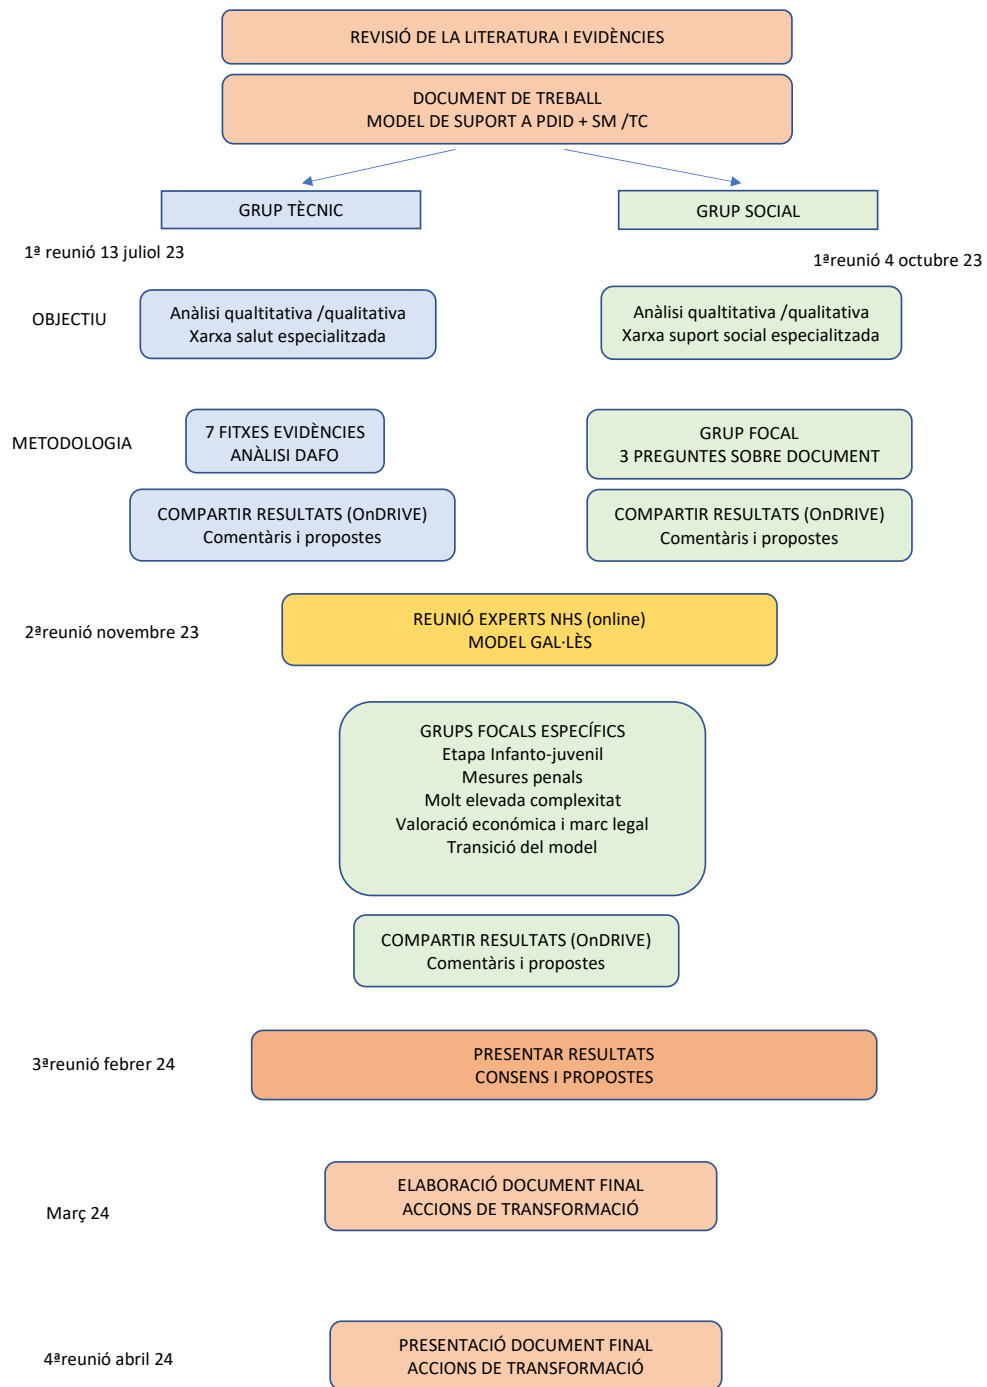 REVISIÓ DE LA LITERATURA I EVIDÈNCIES
DOCUMENT DE TREBALL
MODEL DE SUPORT A PDID + SM /TC
GRUP TÈCNIC
GRUP SOCIAL
1ª reunió 13 juliol 23
1ªreunió 4 octubre 23
OBJECTIU
Anàlisi qualtitativa /qualitativa
Xarxa salut especialitzada
Anàlisi qualtitativa /qualitativa
Xarxa suport social especialitzada
METODOLOGIA
7 FITXES EVIDÈNCIES
ANÀLISI DAFO
GRUP FOCAL
3 PREGUNTES SOBRE DOCUMENT
COMPARTIR RESULTATS (OnDRIVE)
Comentàris i propostes
COMPARTIR RESULTATS (OnDRIVE)
Comentàris i propostes
2ªreunió novembre 23
REUNIÓ EXPERTS NHS (online)
MODEL GAL·LÈS
GRUPS FOCALS ESPECÍFICS
Etapa Infanto-juvenil
Mesures penals
Molt elevada complexitat
Valoració económica i marc legal
Transició del model
COMPARTIR RESULTATS (OnDRIVE)
Comentàris i propostes
3ªreunió febrer 24
PRESENTAR RESULTATS
CONSENS I PROPOSTES
Març 24
ELABORACIÓ DOCUMENT FINAL
ACCIONS DE TRANSFORMACIÓ
4ªreunió abril 24
PRESENTACIÓ DOCUMENT FINAL
ACCIONS DE TRANSFORMACIÓ